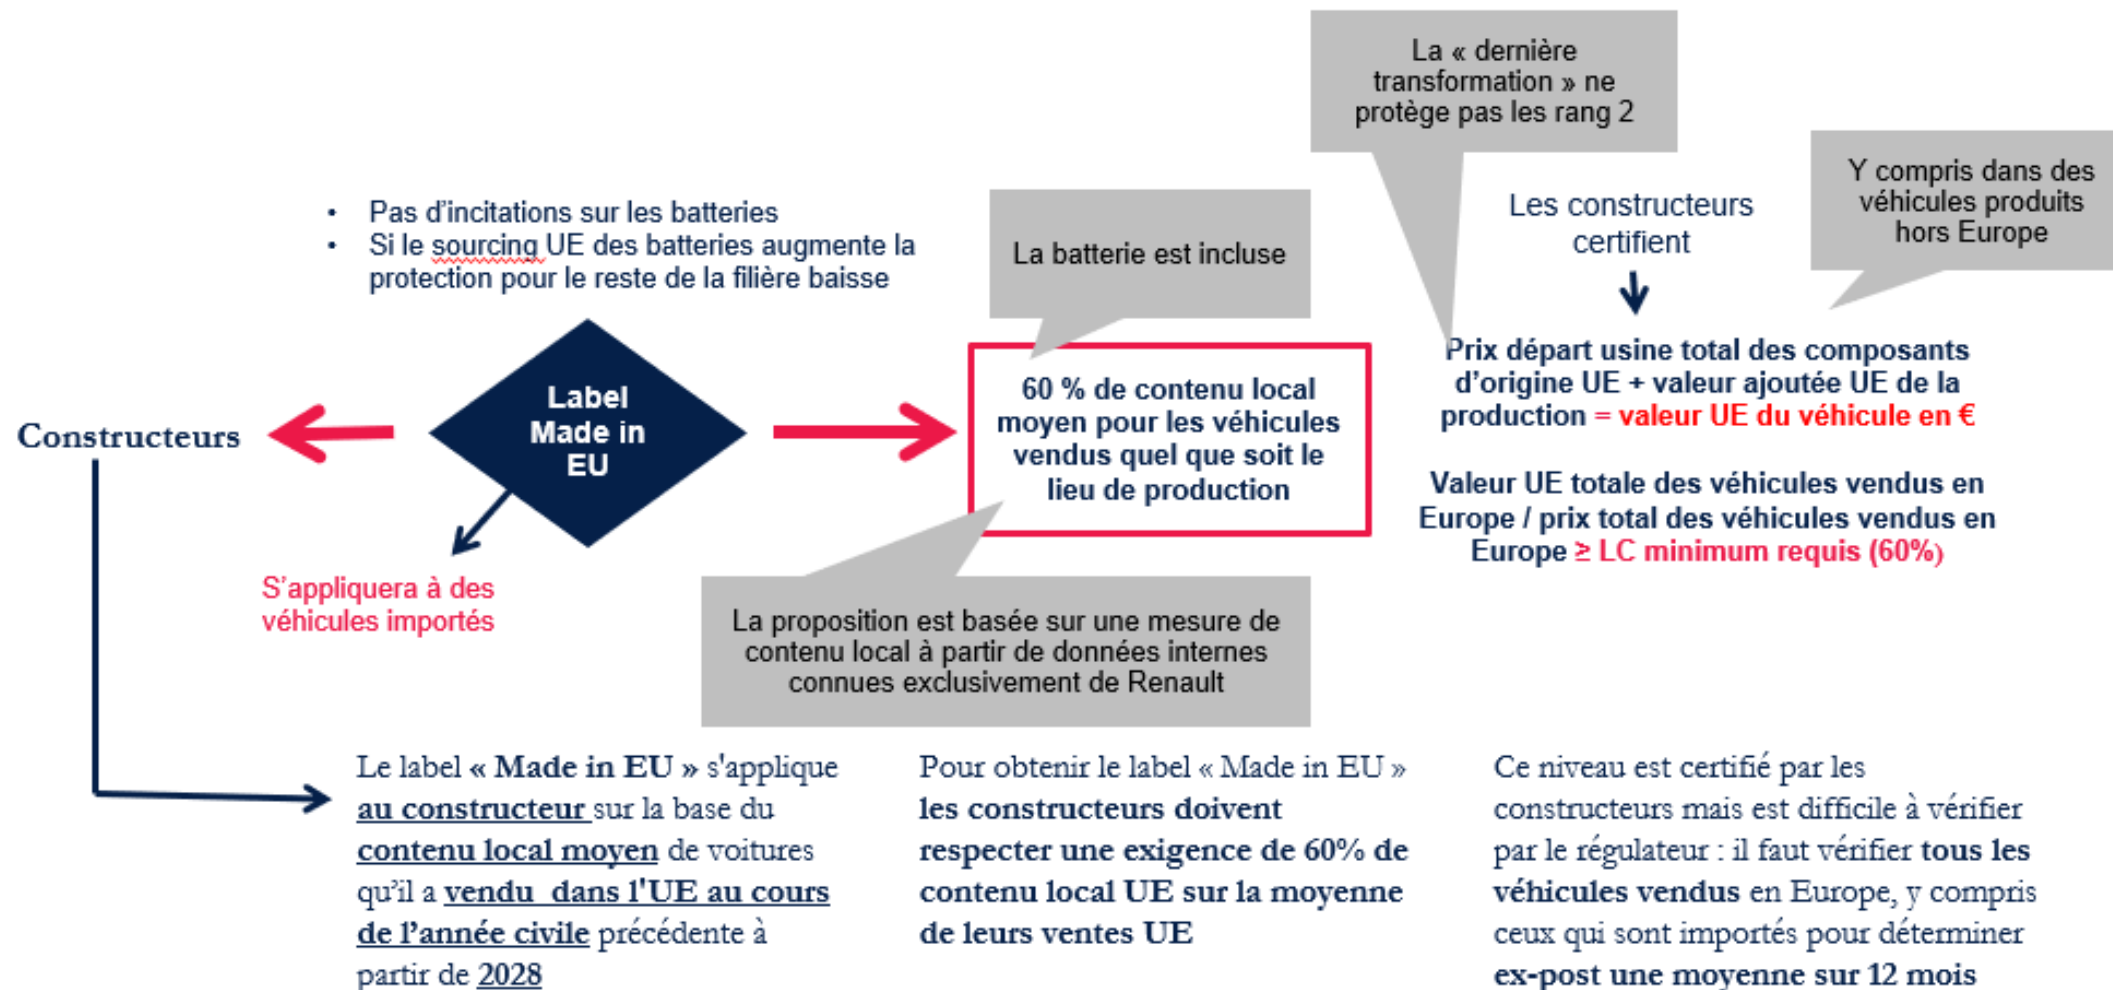 La « dernière
transformation » ne
protège pas les rang 2
Y compris dans des
véhicules produits
hors Europe
• Pas d’incitations sur les batteries
• Si le sourcing UE des batteries augmente la
protection pour le reste de la filière baisse
La batterie est incluse
Les constructeurs
certifient
Constructeurs
Label
Made in
EU
60 % de contenu local
moyen pour les véhicules
vendus quel que soit le
lieu de production
Prix départ usine total des composants
d’origine UE + valeur ajoutée UE de la
production = valeur UE du véhicule en €
Valeur UE totale des véhicules vendus en
Europe / prix total des véhicules vendus en
Europe ≥ LC minimum requis (60%)
S’appliquera à des
véhicules importés
La proposition est basée sur une mesure de
contenu local à partir de données internes
connues exclusivement de Renault
Le label « Made in EU » s'applique
au constructeur sur la base du
contenu local moyen de voitures
qu’il a vendu dans l'UE au cours
de l’année civile précédente à
partir de 2028
Pour obtenir le label « Made in EU »
les constructeurs doivent
respecter une exigence de 60% de
contenu local UE sur la moyenne
de leurs ventes UE
Ce niveau est certifié par les
constructeurs mais est difficile à vérifier
par le régulateur : il faut vérifier tous les
véhicules vendus en Europe, y compris
ceux qui sont importés pour déterminer
ex-post une moyenne sur 12 mois